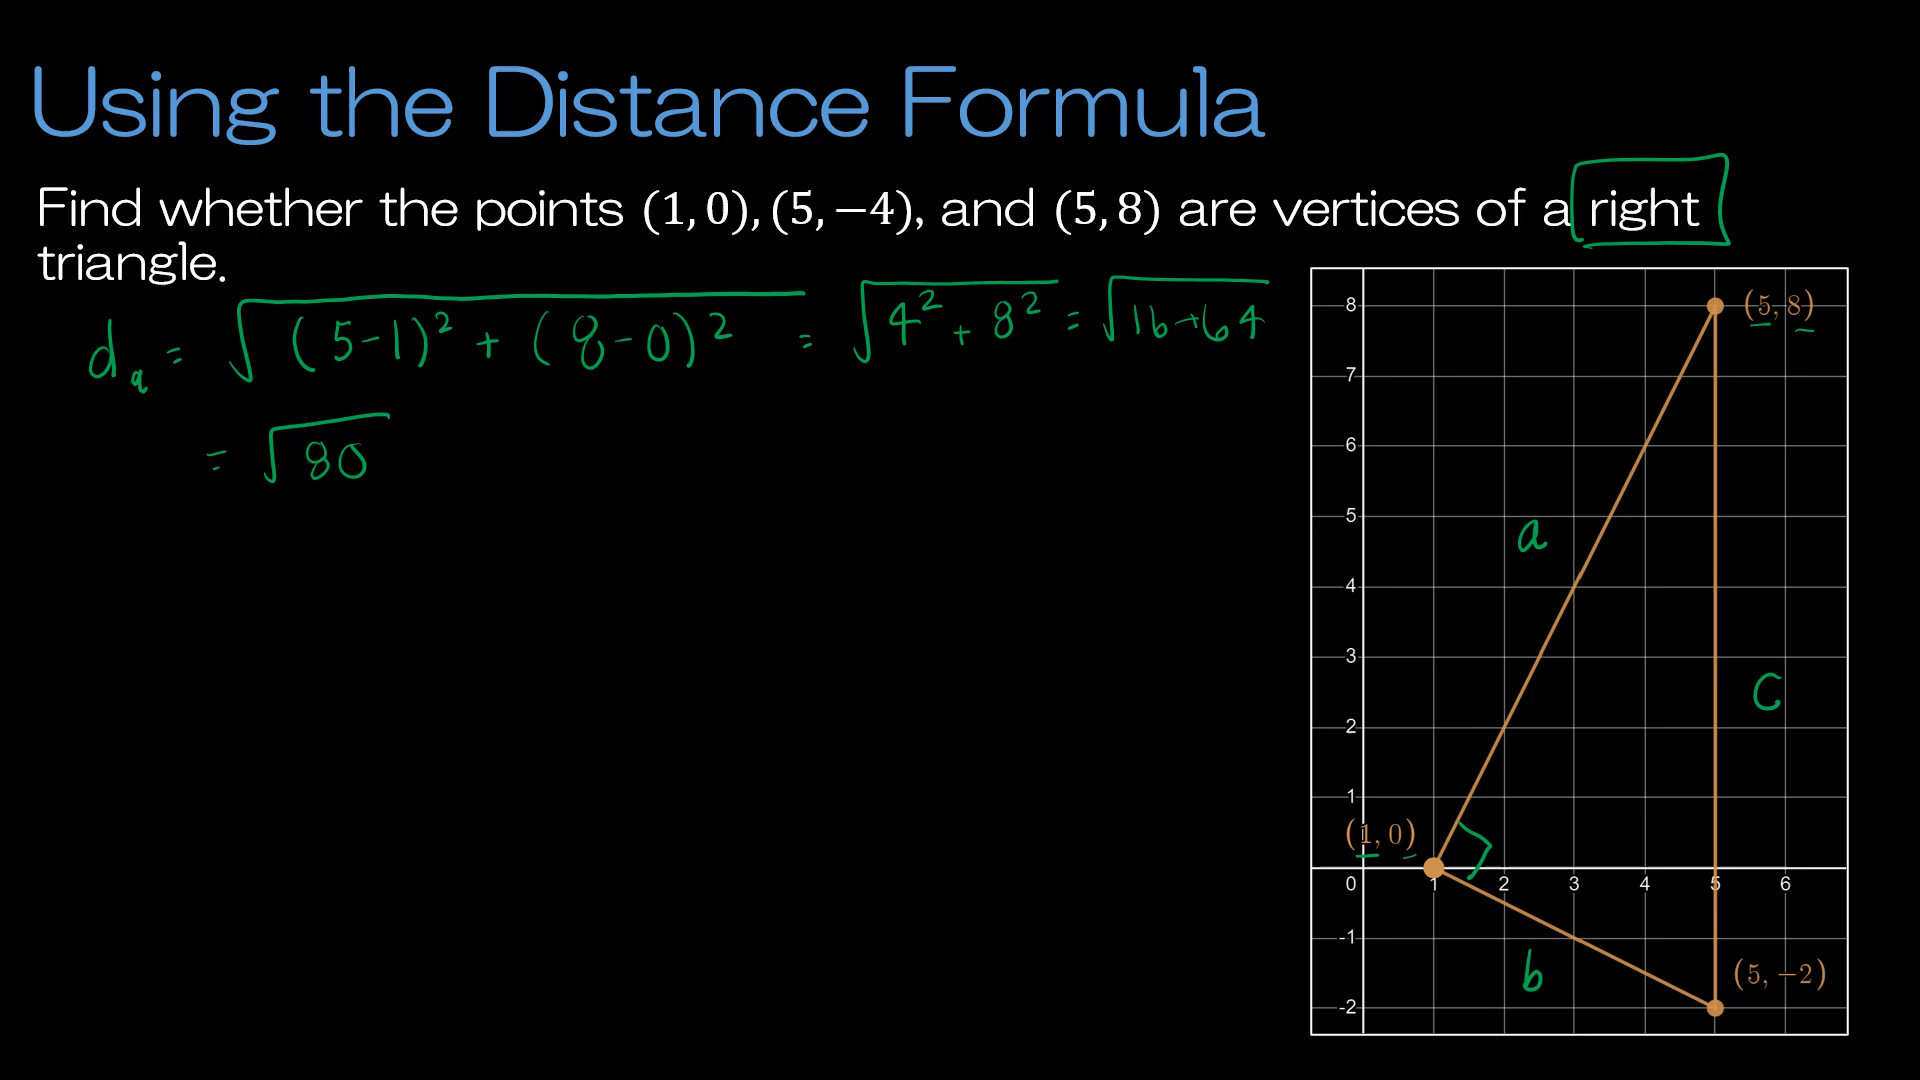 Using the Distance Formula
Find whether the points (1, 0), (5, −4), and (5, 8) are vertices of a right
triangle.
d_a = √((5-1)² + (8-0)²) = √(4² + 8²) = √(16+64)
= √80
8
(5, 8)
7
6
5
a
4
3
c
2
1
(1, 0)
0 1 2 3 4 5 6
-1
b
(5, −2)
-2